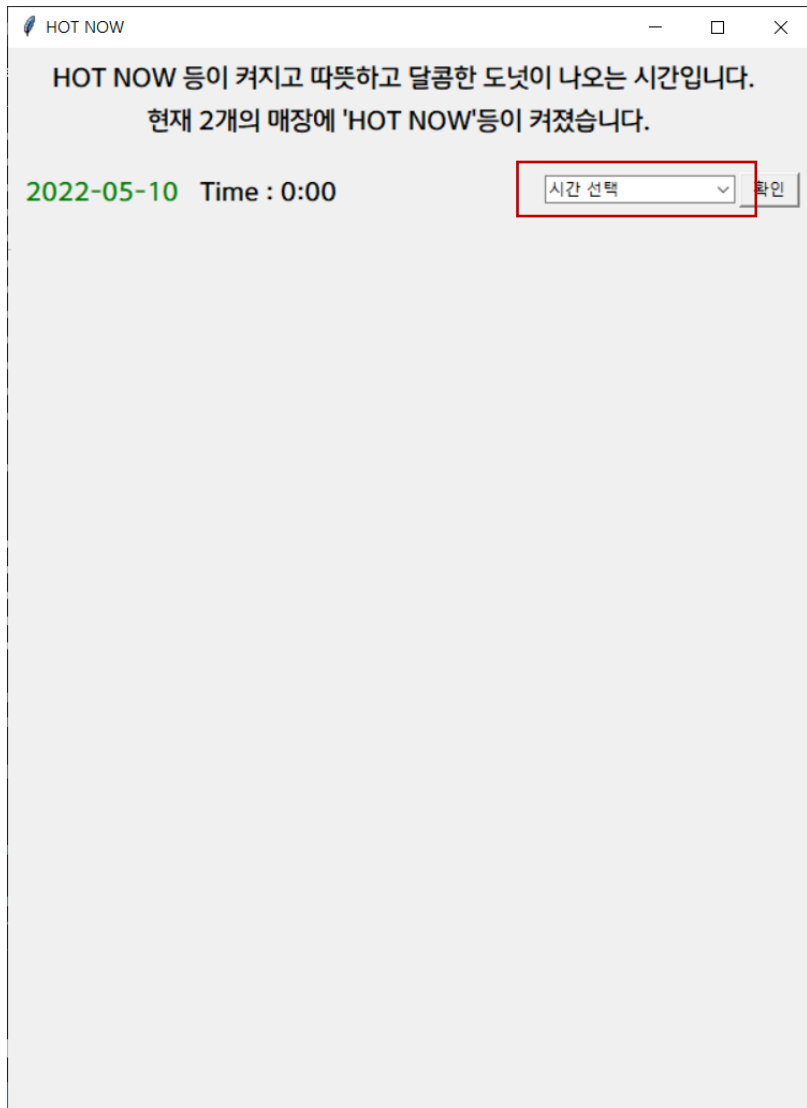 HOT NOW
HOT NOW 등이 켜지고 따뜻하고 달콤한 도넛이 나오는 시간입니다.
현재 2개의 매장에 'HOT NOW'등이 켜졌습니다.
2022-05-10 Time : 0:00 시간 선택 확인